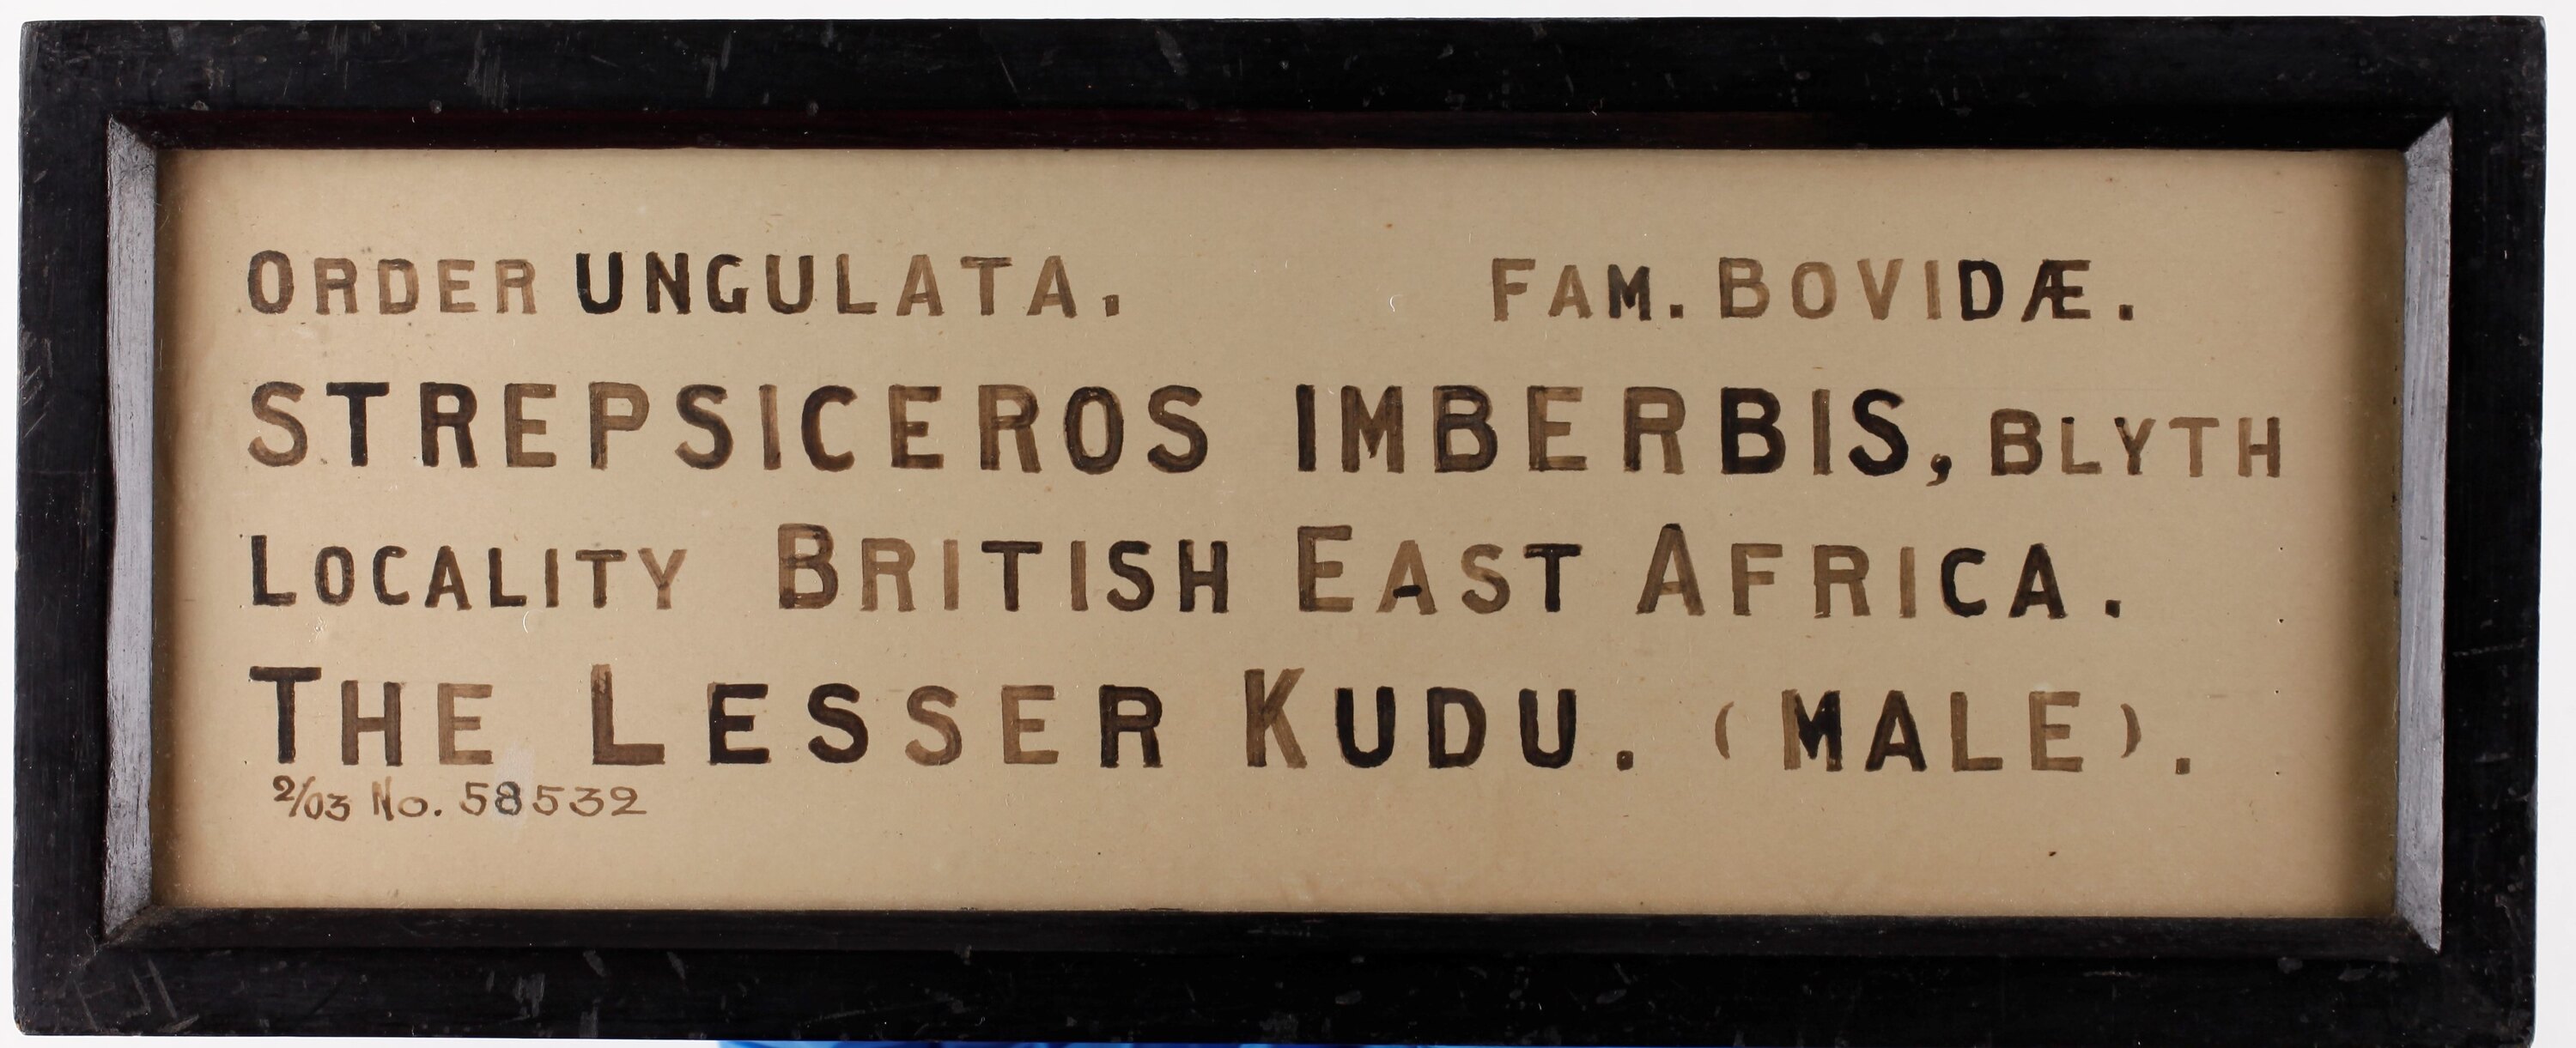 ORDER UNGULATA. FAM. BOVIDÆ.
STREPSICEROS IMBERBIS, BLYTH
LOCALITY BRITISH EAST AFRICA.
THE LESSER KUDU. (MALE).
2/03 No. 58532